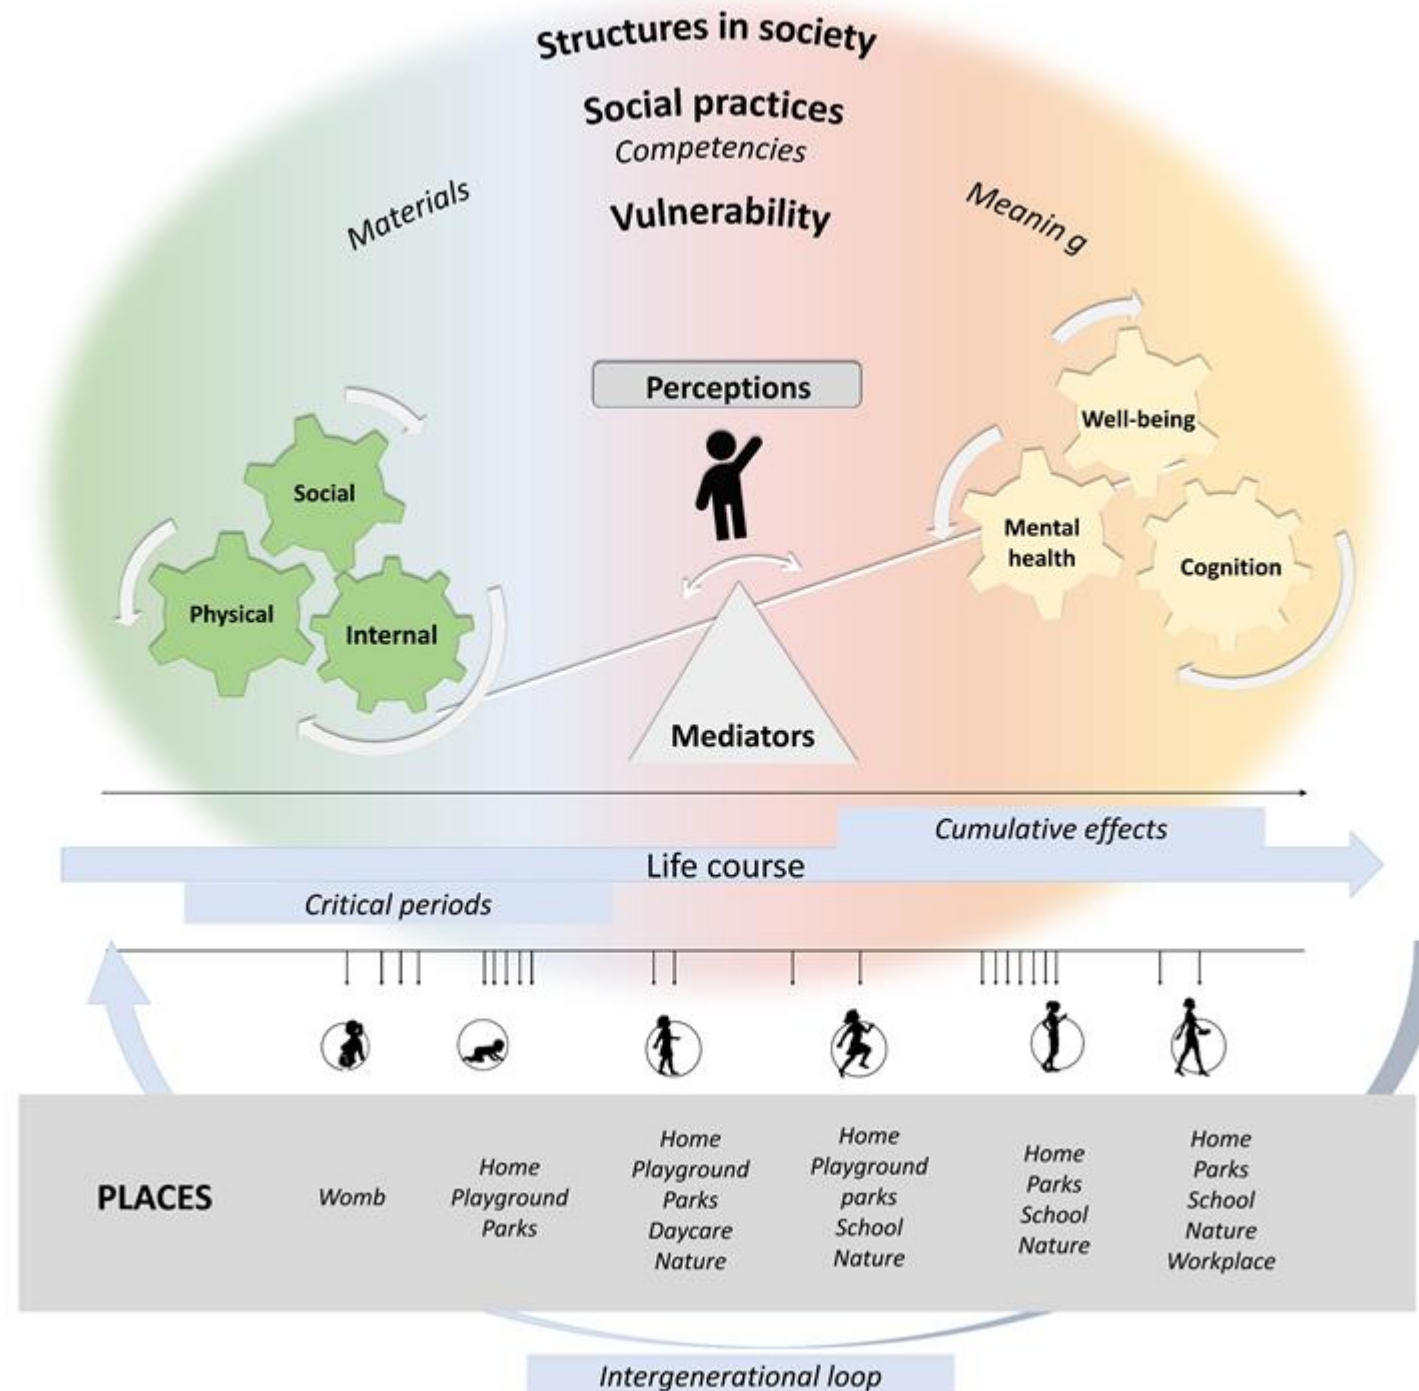 Structures in society
Social practices
Competencies
Materials
Vulnerability
Meanin g
Perceptions
Social
Physical
Internal
Well-being
Mental
health
Cognition
Mediators
Cumulative effects
Life course
Critical periods
PLACES
Womb
Home
Playground
Parks
Home
Playground
Parks
Daycare
Nature
Home
Playground
parks
School
Nature
Home
Parks
School
Nature
Home
Parks
School
Nature
Workplace
Intergenerational loop